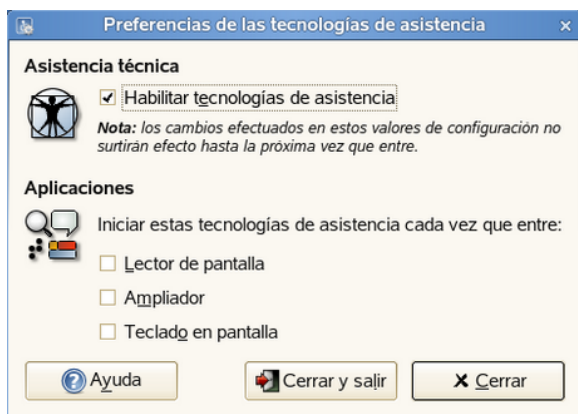 Preferencias de las tecnologías de asistencia
Asistencia técnica
Habilitar tecnologías de asistencia
Nota: los cambios efectuados en estos valores de configuración no
surtirán efecto hasta la próxima vez que entre.
Aplicaciones
Iniciar estas tecnologías de asistencia cada vez que entre:
Lector de pantalla
Ampliador
Teclado en pantalla
Ayuda
Cerrar y salir
Cerrar